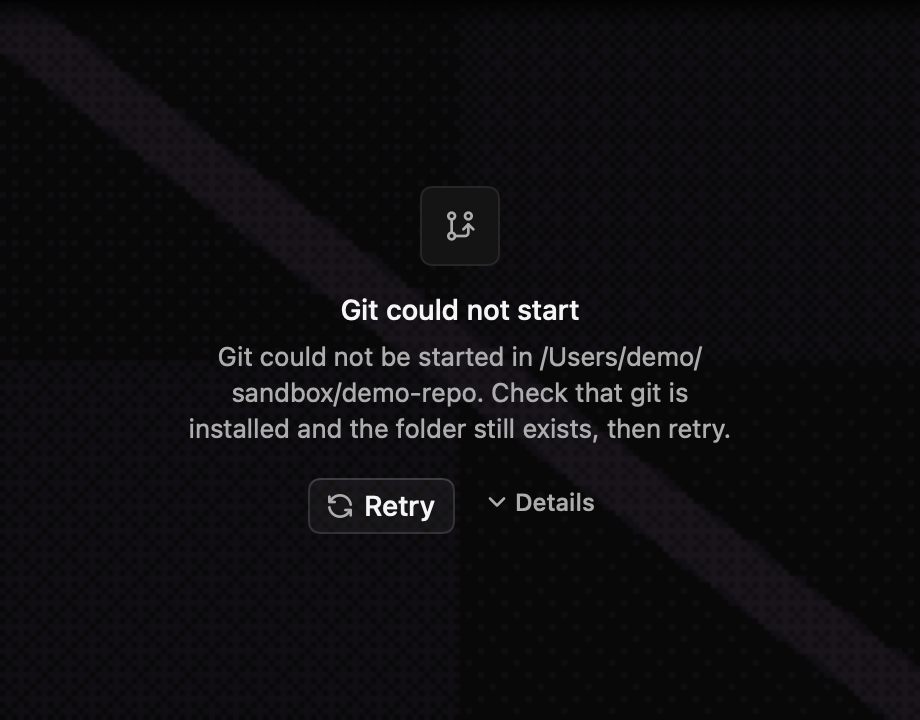 Git could not start
Git could not be started in /Users/demo/
sandbox/demo-repo. Check that git is
installed and the folder still exists, then retry.
Retry
Details